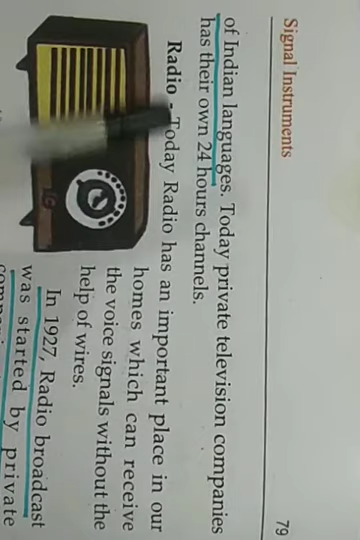 Signal Instruments 79
of Indian languages. Today private television companies
has their own 24 hours channels.
Radio - Today Radio has an important place in our
homes which can receive
the voice signals without the
help of wires.
In 1927, Radio broadcast
was started by private